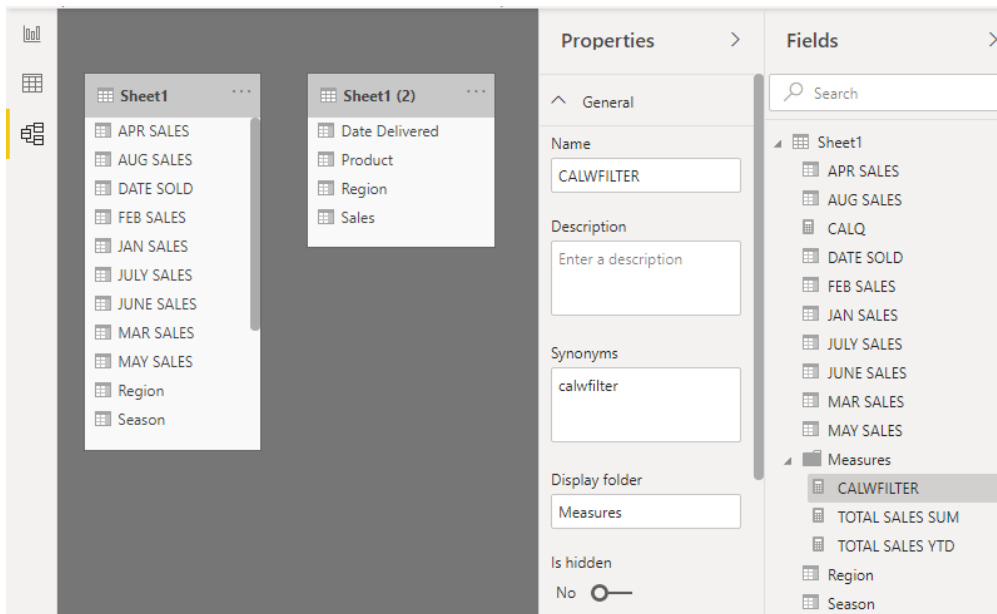 Sheet1
APR SALES
AUG SALES
DATE SOLD
FEB SALES
JAN SALES
JULY SALES
JUNE SALES
MAR SALES
MAY SALES
Region
Season
Sheet1 (2)
Date Delivered
Product
Region
Sales
Properties
General
Name
CALWFILTER
Description
Enter a description
Synonyms
calwfilter
Display folder
Measures
Is hidden
No
Fields
Search
Sheet1
APR SALES
AUG SALES
CALQ
DATE SOLD
FEB SALES
JAN SALES
JULY SALES
JUNE SALES
MAR SALES
MAY SALES
Measures
CALWFILTER
TOTAL SALES SUM
TOTAL SALES YTD
Region
Season